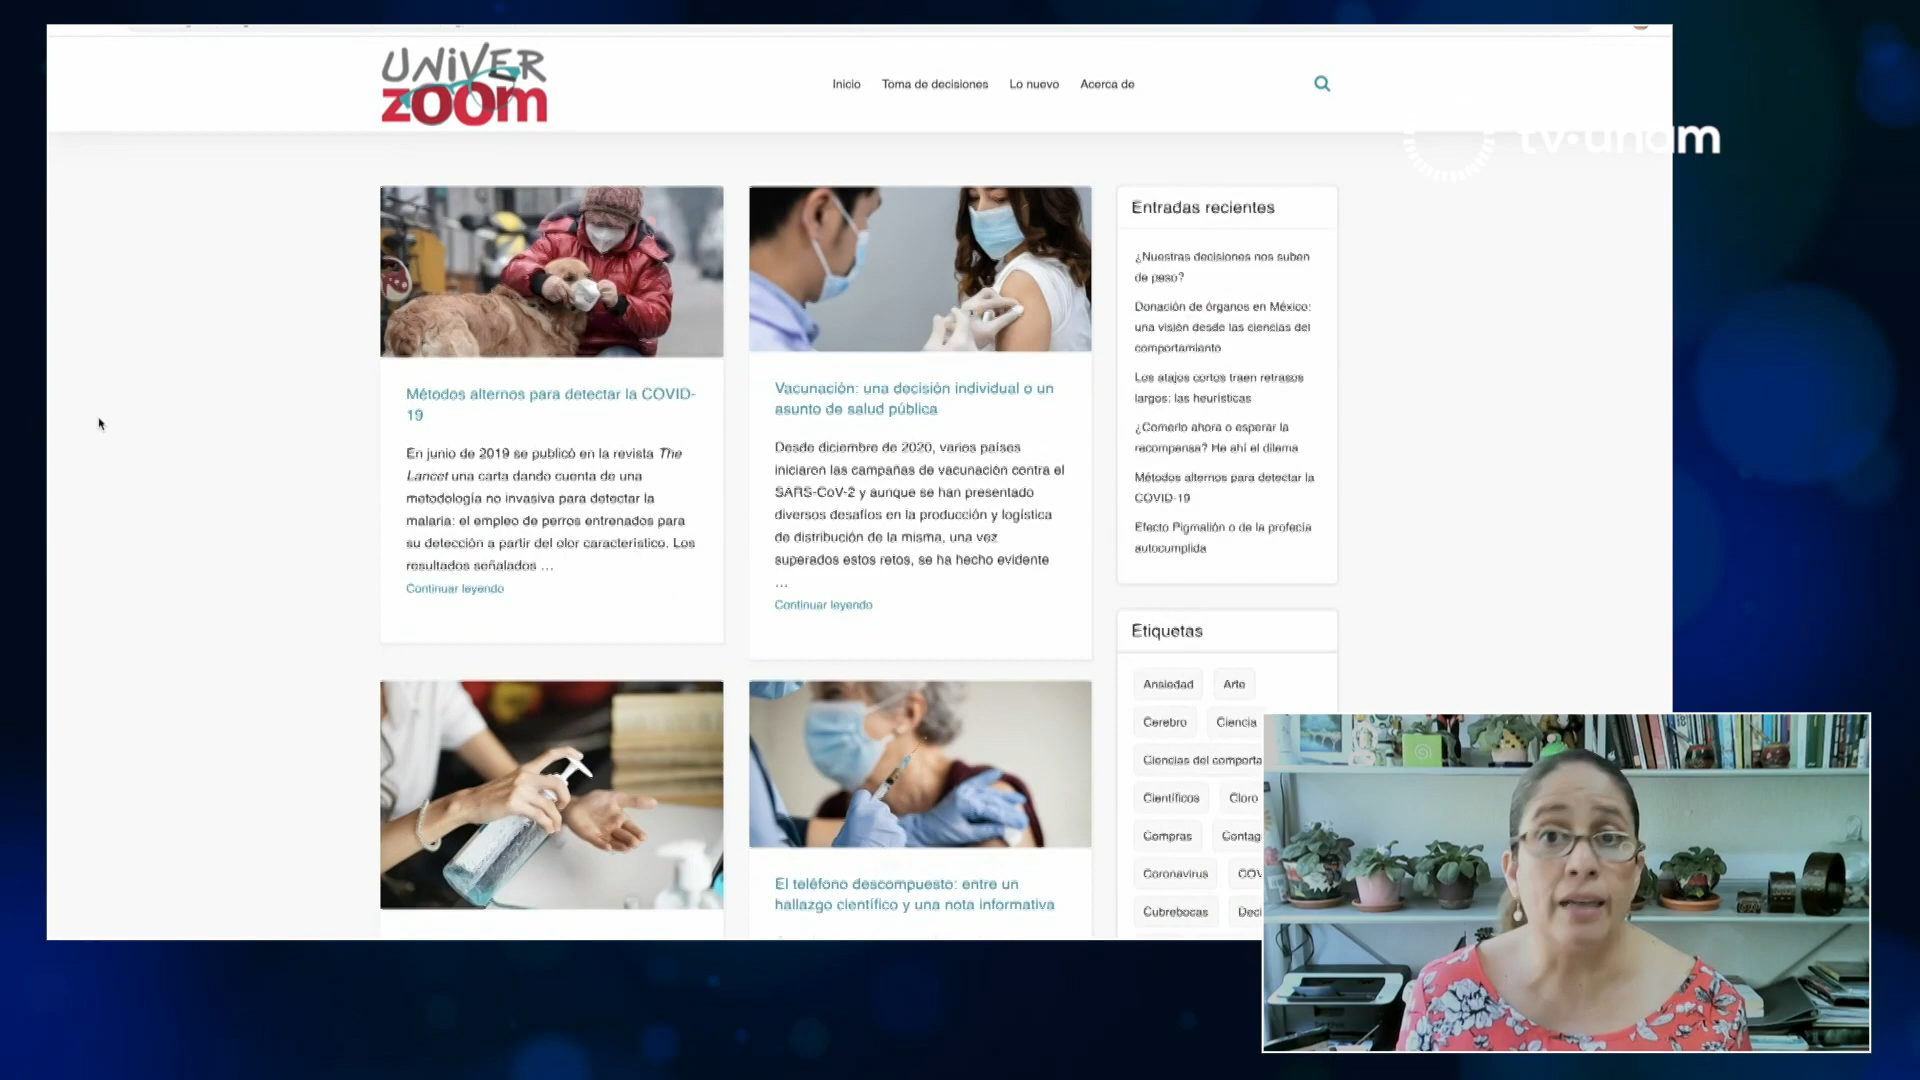 UNiVER
zoom
Inicio
Toma de decisiones
Lo nuevo
Acerca de
tv·unam
Métodos alternos para detectar la COVID-
19
En junio de 2019 se publicó en la revista The
Lancet una carta dando cuenta de una
metodología no invasiva para detectar la
malaria: el empleo de perros entrenados para
su detección a partir del olor característico. Los
resultados señalados …
Continuar leyendo
Vacunación: una decisión individual o un
asunto de salud pública
Desde diciembre de 2020, varios países
iniciaron las campañas de vacunación contra el
SARS-CoV-2 y aunque se han presentado
diversos desafíos en la producción y logística
de distribución de la misma, una vez
superados estos retos, se ha hecho evidente
…
Continuar leyendo
El teléfono descompuesto: entre un
hallazgo científico y una nota informativa
Entradas recientes
¿Nuestras decisiones nos suben
de peso?
Donación de órganos en México:
una visión desde las ciencias del
comportamiento
Los atajos cortos traen retrasos
largos: las heurísticas
¿Comerlo ahora o esperar la
recompensa? He ahí el dilema
Métodos alternos para detectar la
COVID-19
Efecto Pigmalión o de la profecía
autocumplida
Etiquetas
Ansiedad
Arte
Cerebro
Ciencia
Ciencias del comporta
Científicos
Cloro
Compras
Contag
Coronavirus
COV
Cubrebocas
Deci